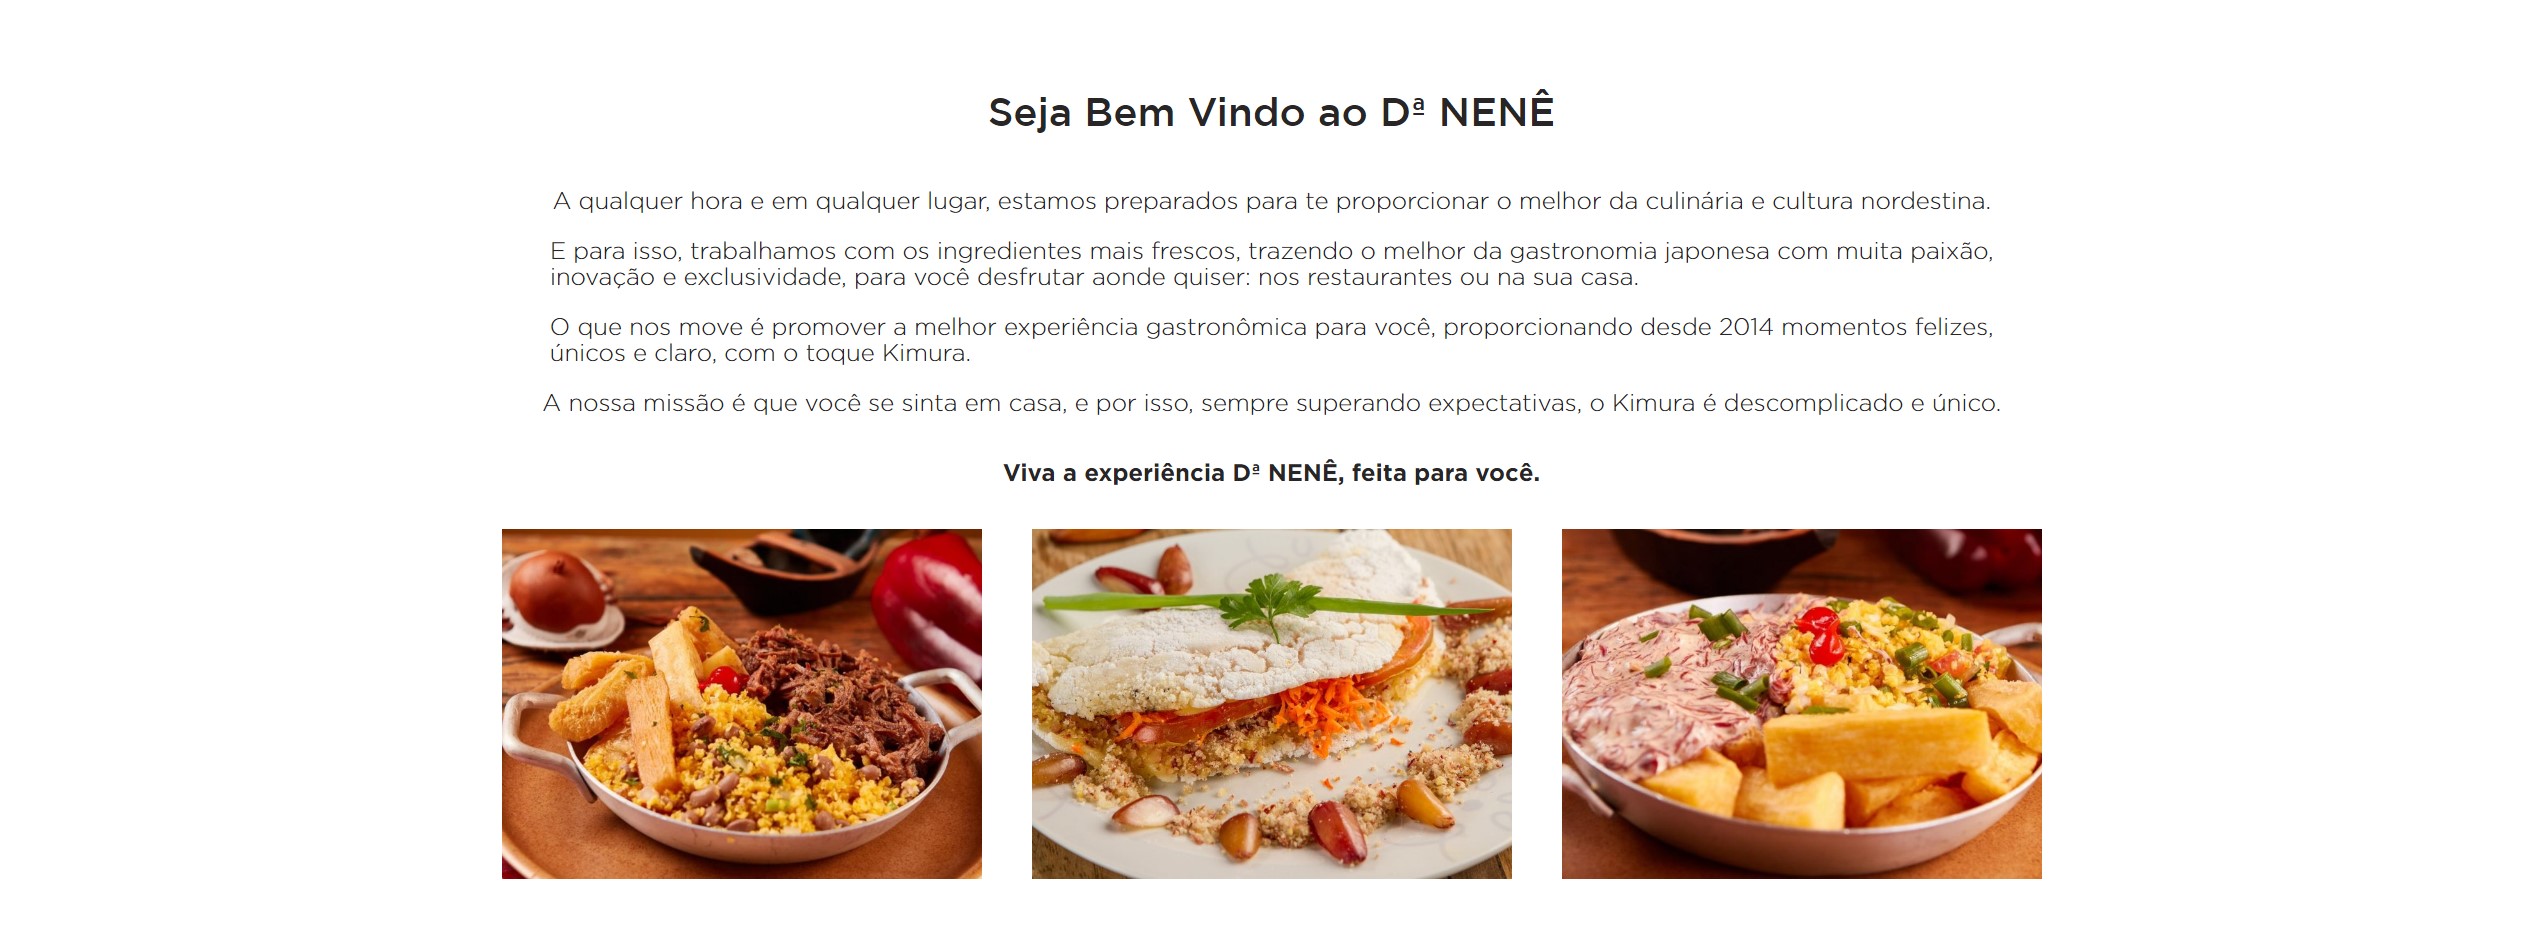 Seja Bem Vindo ao Dª NENÊ
A qualquer hora e em qualquer lugar, estamos preparados para te proporcionar o melhor da culinária e cultura nordestina.
E para isso, trabalhamos com os ingredientes mais frescos, trazendo o melhor da gastronomia japonesa com muita paixão,
inovação e exclusividade, para você desfrutar aonde quiser: nos restaurantes ou na sua casa.
O que nos move é promover a melhor experiência gastronômica para você, proporcionando desde 2014 momentos felizes,
únicos e claro, com o toque Kimura.
A nossa missão é que você se sinta em casa, e por isso, sempre superando expectativas, o Kimura é descomplicado e único.
Viva a experiência Dª NENÊ, feita para você.